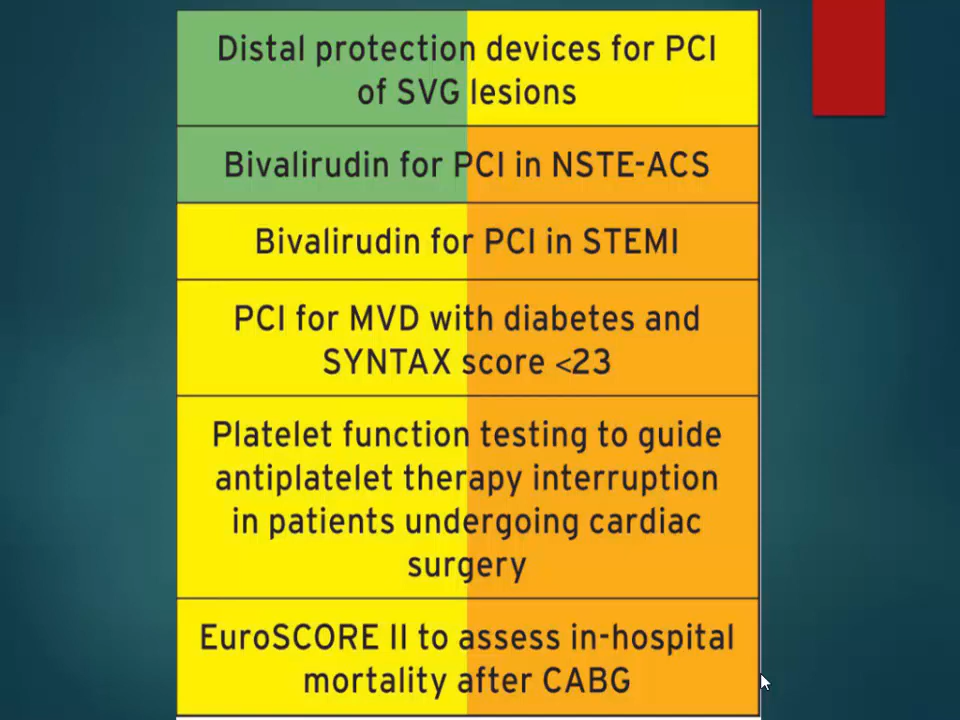 Distal protection devices for PCI
of SVG lesions
Bivalirudin for PCI in NSTE-ACS
Bivalirudin for PCI in STEMI
PCI for MVD with diabetes and
SYNTAX score <23
Platelet function testing to guide
antiplatelet therapy interruption
in patients undergoing cardiac
surgery
EuroSCORE II to assess in-hospital
mortality after CABG